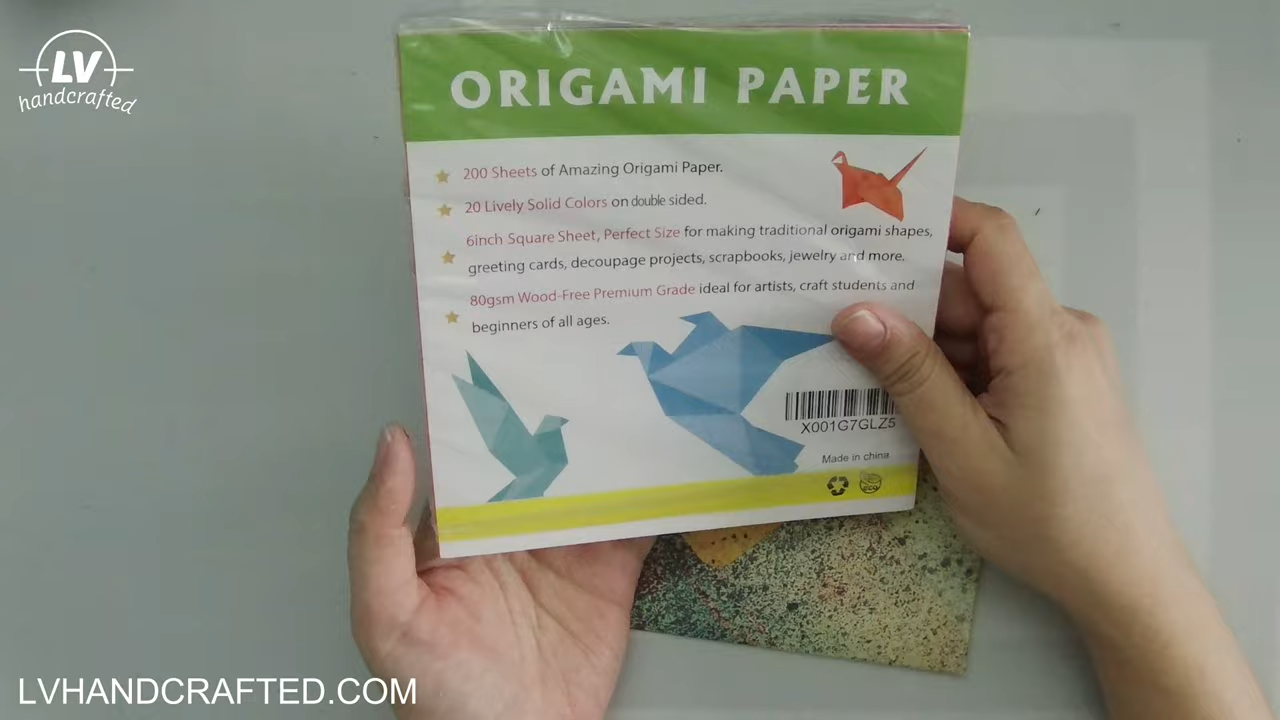 LV
handcrafted
ORIGAMI PAPER
200 Sheets of Amazing Origami Paper.
20 Lively Solid Colors on double sided.
6inch Square Sheet, Perfect Size for making traditional origami shapes,
greeting cards, decoupage projects, scrapbooks, jewelry and more.
80gsm Wood-Free Premium Grade ideal for artists, craft students and
beginners of all ages.
X001G7GLZ5
Made in china
LVHANDCRAFTED.COM